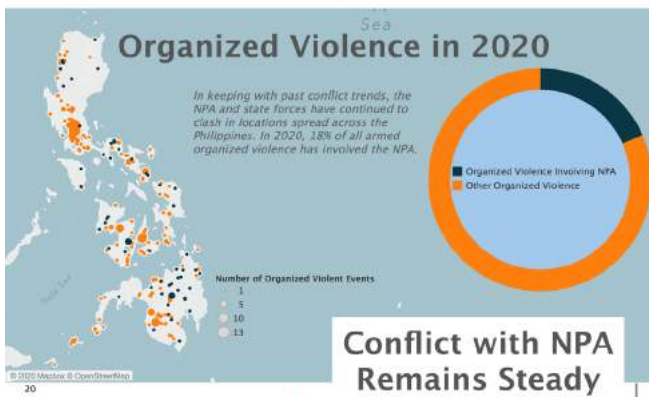 Sea
Organized Violence in 2020
In keeping with past conflict trends, the
NPA and state forces have continued to
clash in locations spread across the
Philippines. In 2020, 18% of all armed
organized violence has involved the NPA.
Organized Violence Involving NPA
Other Organized Violence
Number of Organized Violent Events
1
5
10
13
Conflict with NPA
Remains Steady
© 2020 Mapbox © OpenStreetMap
20